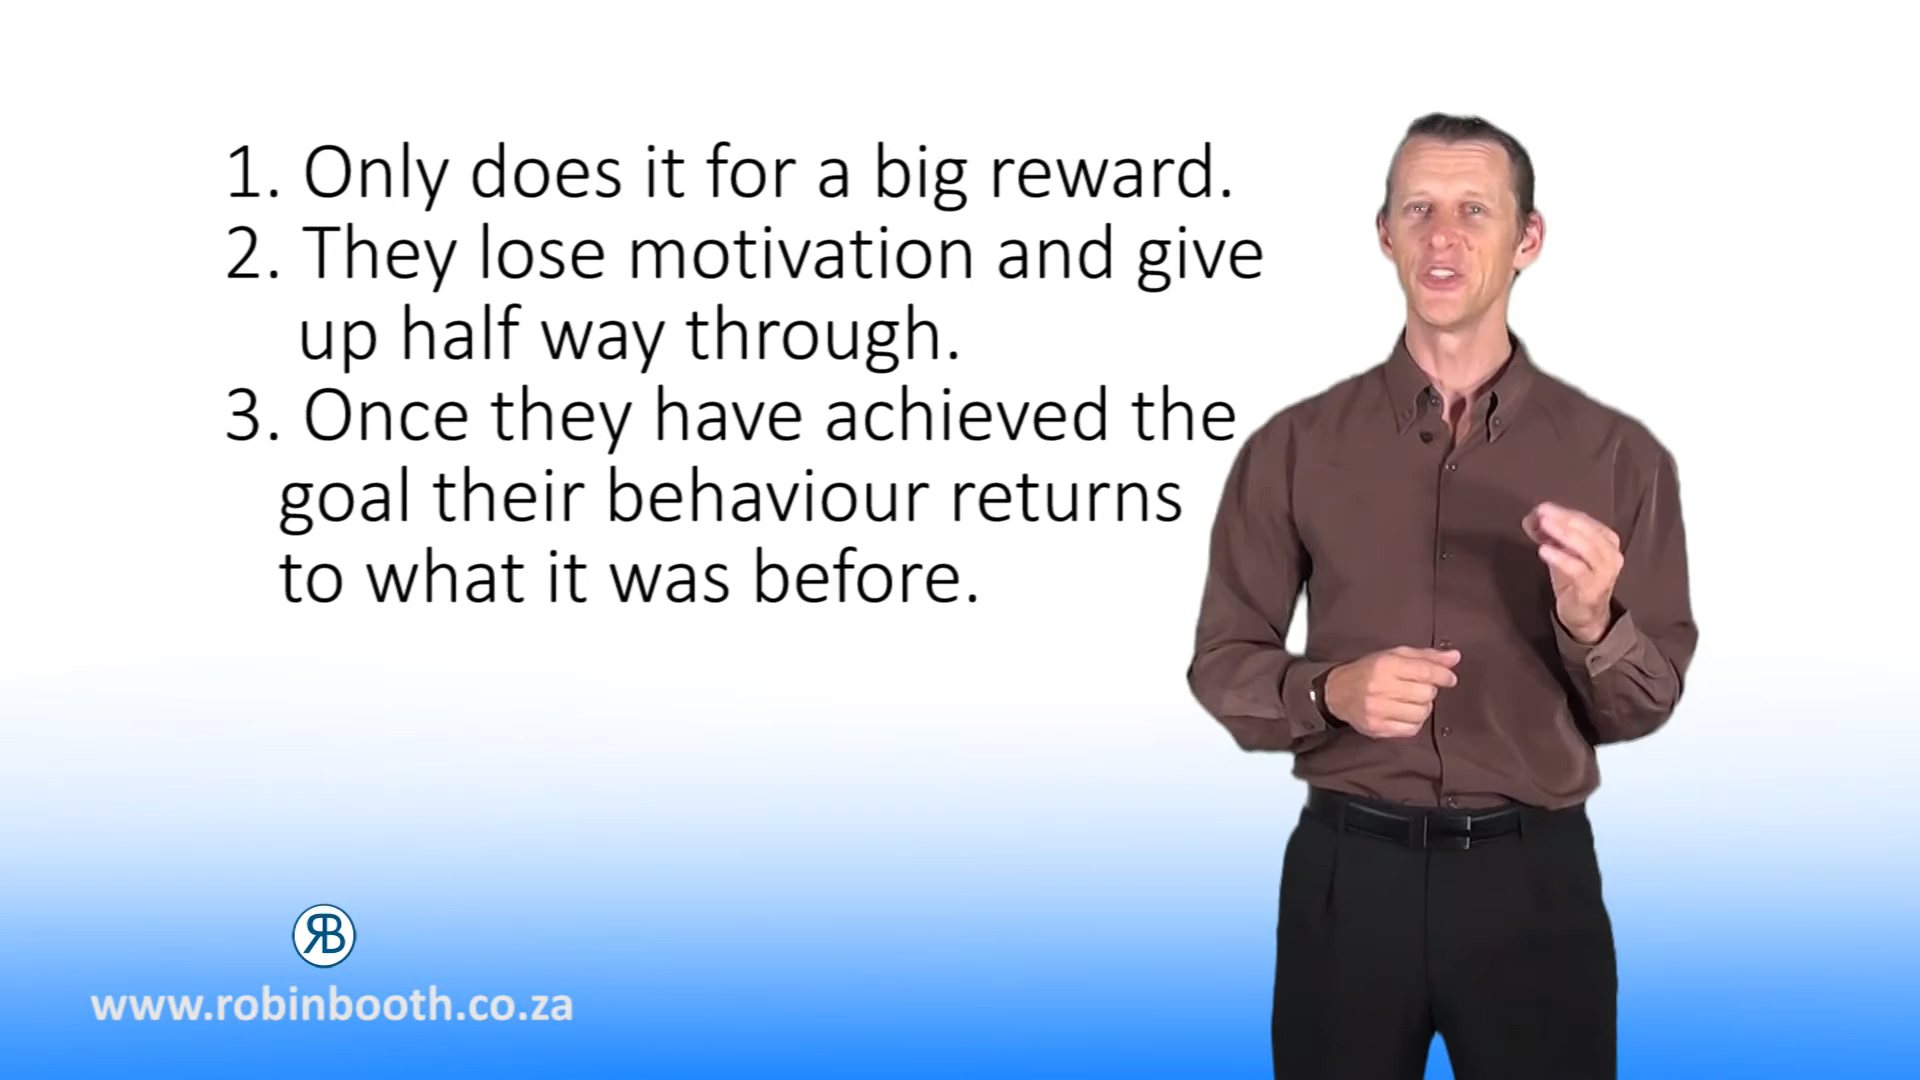 1. Only does it for a big reward.
2. They lose motivation and give
up half way through.
3. Once they have achieved the
goal their behaviour returns
to what it was before.
RB
www.robinbooth.co.za